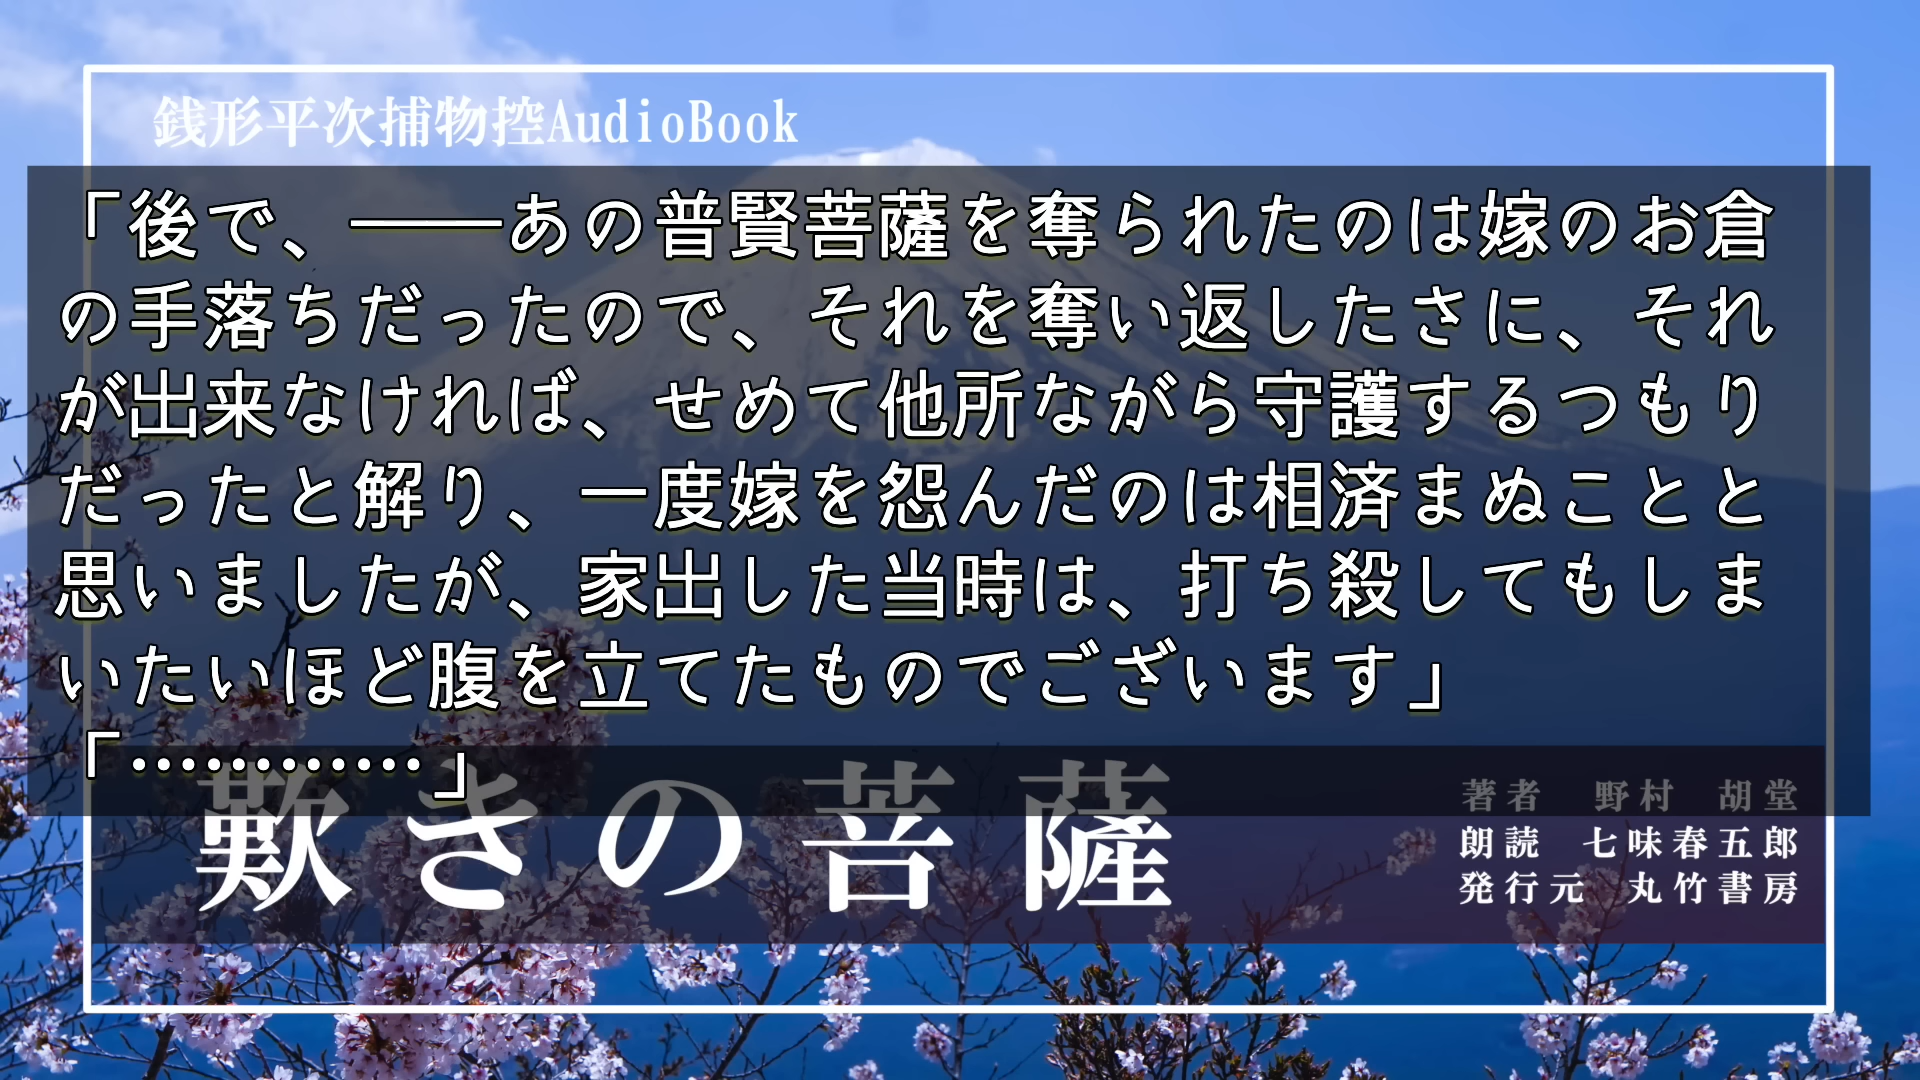 銭形平次捕物控AudioBook
「後で、――あの普賢菩薩を奪られたのは嫁のお倉
の手落ちだったので、それを奪い返したさに、それ
が出来なければ、せめて他所ながら守護するつもり
だったと解り、一度嫁を怨んだのは相済まぬことと
思いましたが、家出した当時は、打ち殺してもしま
いたいほど腹を立てたものでございます」
「…………」
歎きの菩薩
著者　野村　胡堂
朗読　七味春五郎
発行元　丸竹書房